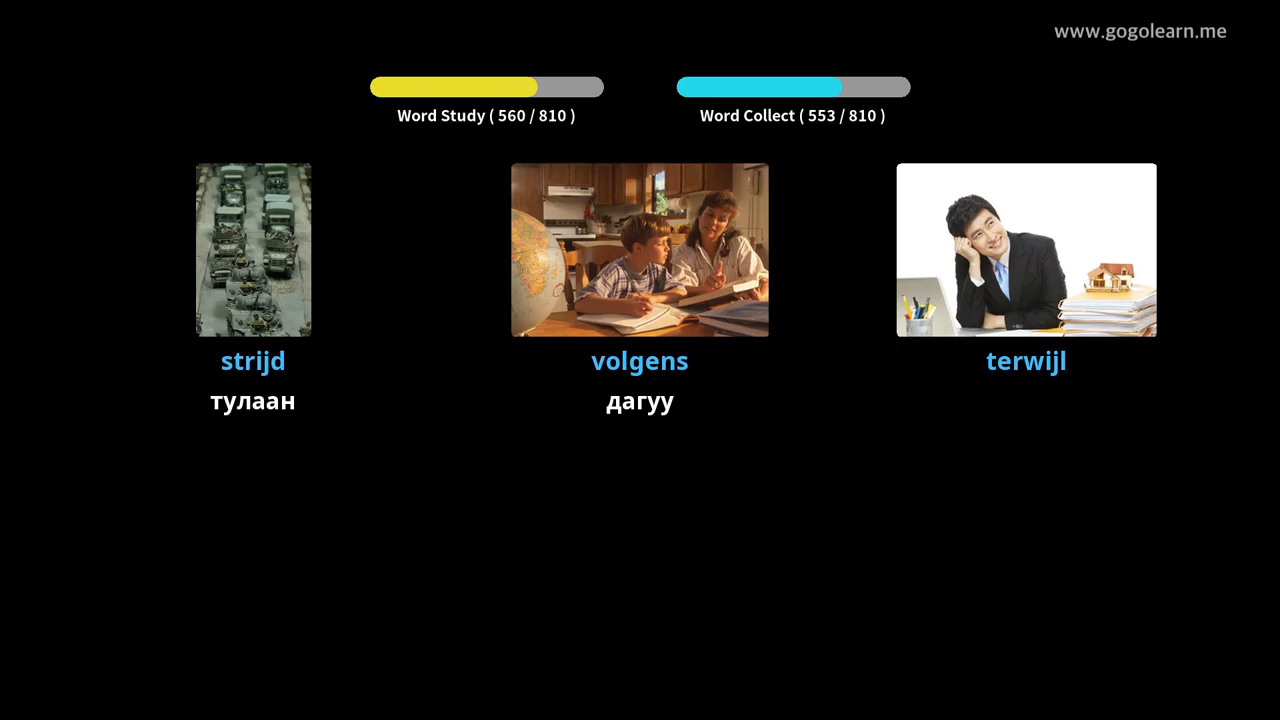 www.gogolearn.me
Word Study ( 560 / 810 )
Word Collect ( 553 / 810 )
strijd
тулаан
volgens
дагуу
terwijl